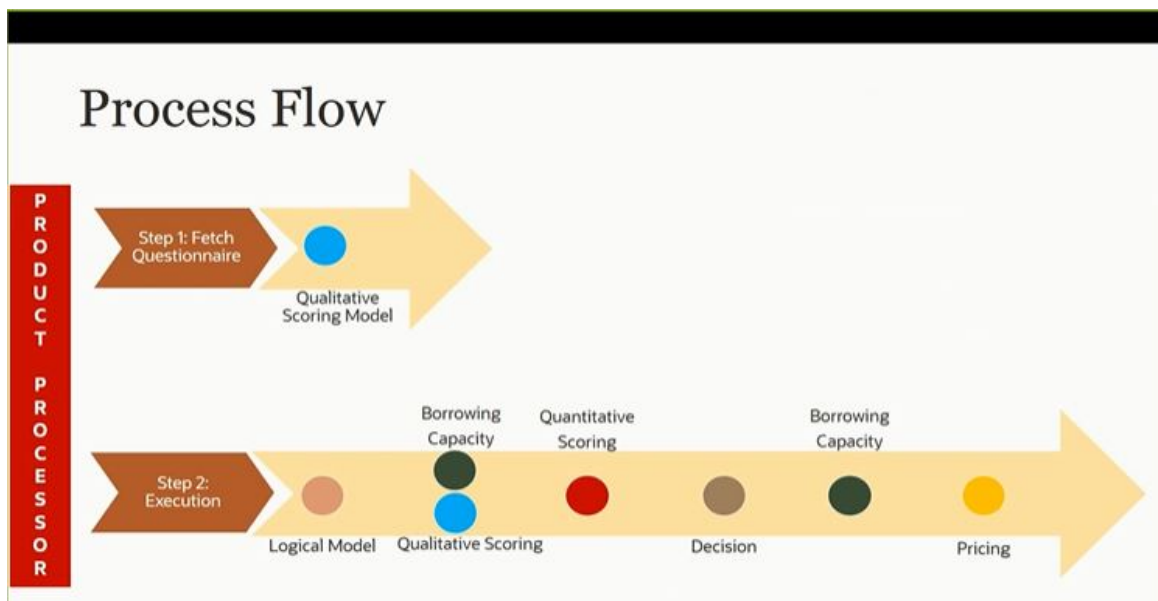 Process Flow
PRODUCT PROCESSOR
Step 1: Fetch
Questionnaire
Qualitative
Scoring Model
Step 2:
Execution
Logical Model
Borrowing
Capacity
Qualitative Scoring
Quantitative
Scoring
Decision
Borrowing
Capacity
Pricing